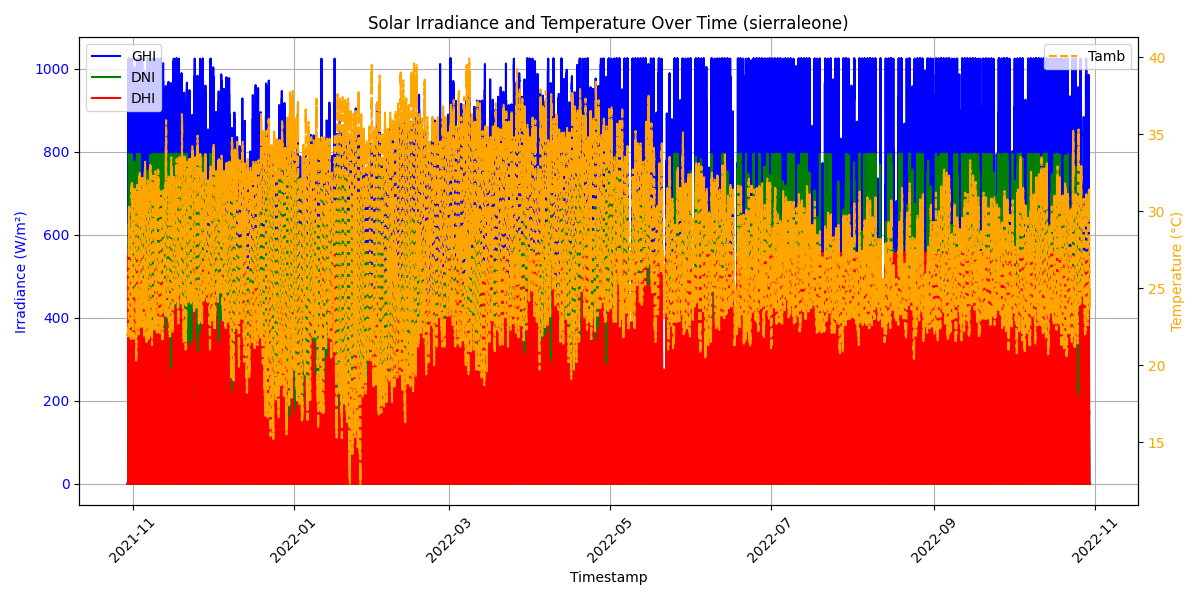 Solar Irradiance and Temperature Over Time (sierraleone)
GHI
DNI
DHI
Tamb
Irradiance (W/m²)
1000
800
600
400
200
0
Temperature (°C)
40
35
30
25
20
15
2021-11
2022-01
2022-03
2022-05
2022-07
2022-09
2022-11
Timestamp